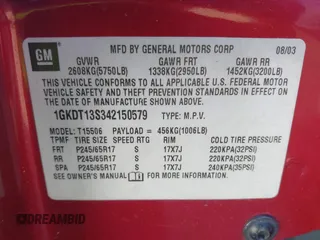 GM
MFD BY GENERAL MOTORS CORP 08/03
GVWR GAWR FRT GAWR RR
2608KG(5750LB) 1338KG(2950LB) 1452KG(3200LB)
THIS VEHICLE CONFORMS TO ALL APPLICABLE U.S. FEDERAL MOTOR
VEHICLE SAFETY AND THEFT PREVENTION STANDARDS IN EFFECT
ON THE DATE OF MANUFACTURE SHOWN ABOVE.
1GKDT13S342150579 TYPE: M.P.V.
MODEL: T15506 PAYLOAD = 456KG(1006LB)
TPMF TIRE SIZE SPEED RTG RIM COLD TIRE PRESSURE
FRT P245/65R17 S 17X7J 220KPA(32PSI)
RR P245/65R17 S 17X7J 220KPA(32PSI)
SPA P245/65R17 S 17X7J 240KPA(35PSI)
SEE OWNER'S MANUAL FOR ADDITIONAL INFORMATION.
© DREAMBID